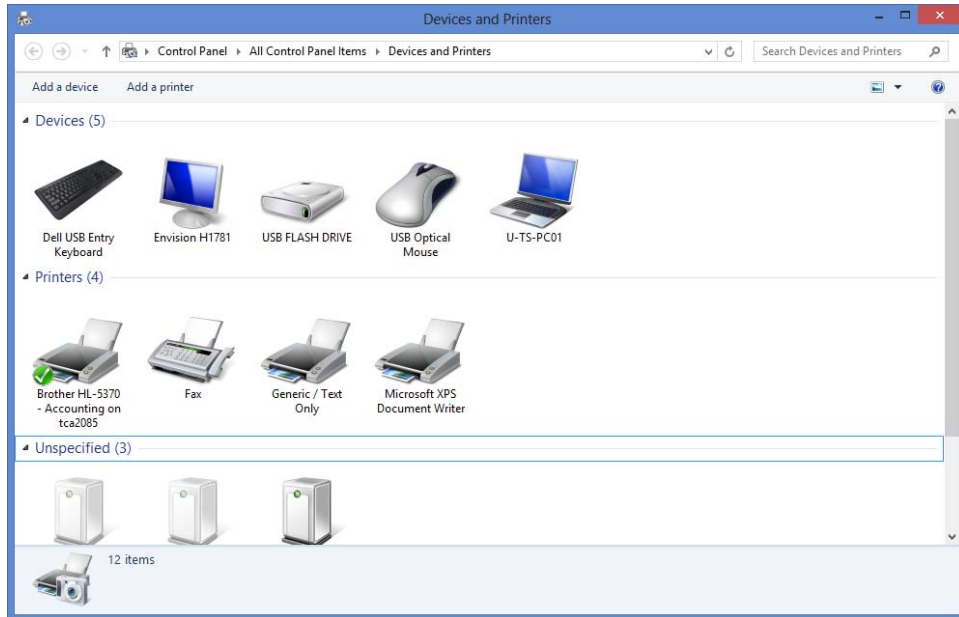 Devices and Printers
Control Panel All Control Panel Items Devices and Printers
Search Devices and Printers
Add a device Add a printer
Devices (5)
Dell USB Entry
Keyboard
Envision H1781
USB FLASH DRIVE
USB Optical
Mouse
U-TS-PC01
Printers (4)
Brother HL-5370
- Accounting on
tca2085
Fax
Generic / Text
Only
Microsoft XPS
Document Writer
Unspecified (3)
12 items